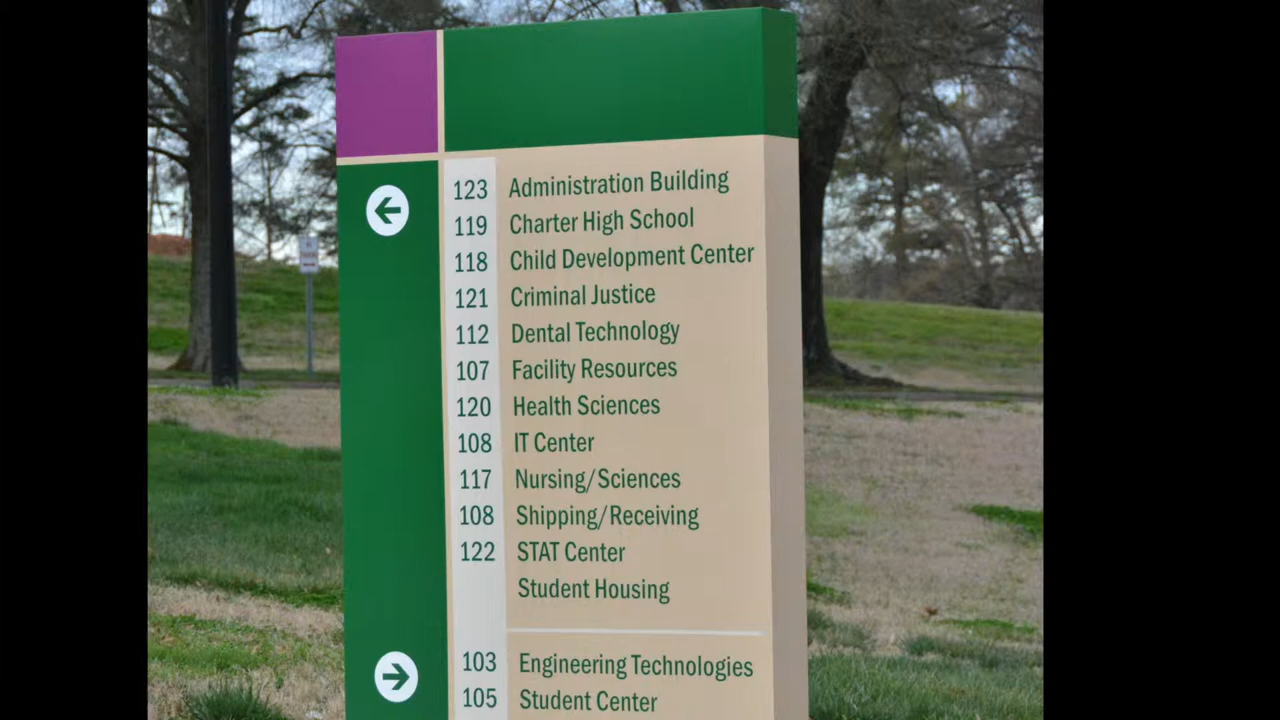 123 Administration Building
119 Charter High School
118 Child Development Center
121 Criminal Justice
112 Dental Technology
107 Facility Resources
120 Health Sciences
108 IT Center
117 Nursing/Sciences
108 Shipping/Receiving
122 STAT Center
Student Housing
103 Engineering Technologies
105 Student Center